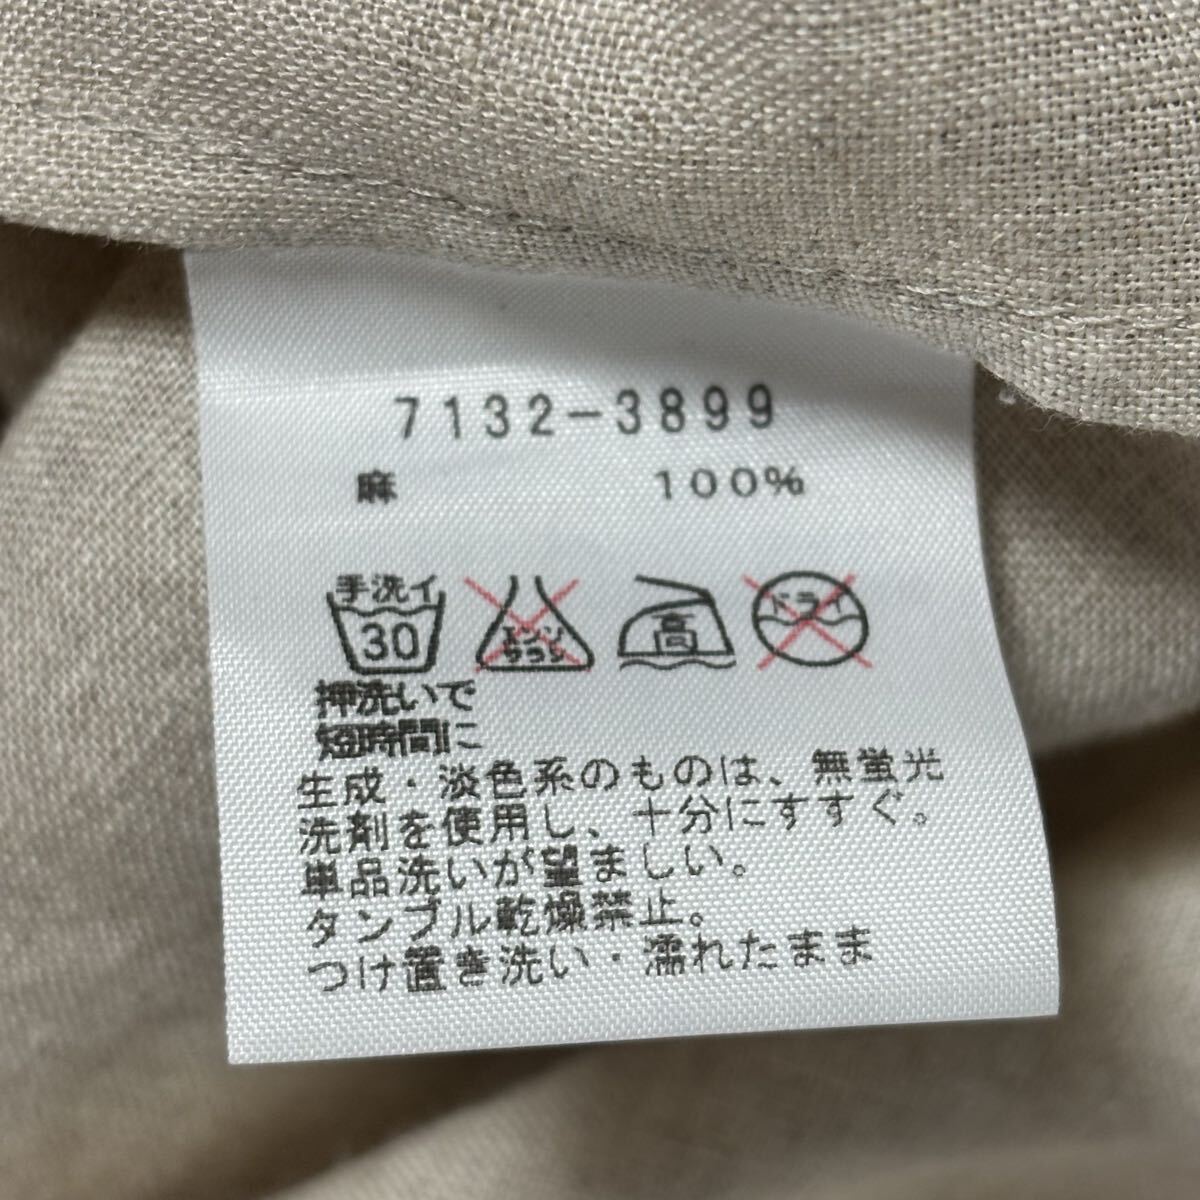 7132-3899
麻 100%
手洗イ
30
エンソ
サラシ
高
ドライ
押洗いで
短時間に
生成・淡色系のものは、無蛍光
洗剤を使用し、十分にすすぐ。
単品洗いが望ましい。
タンブル乾燥禁止。
つけ置き洗い・濡れたまま